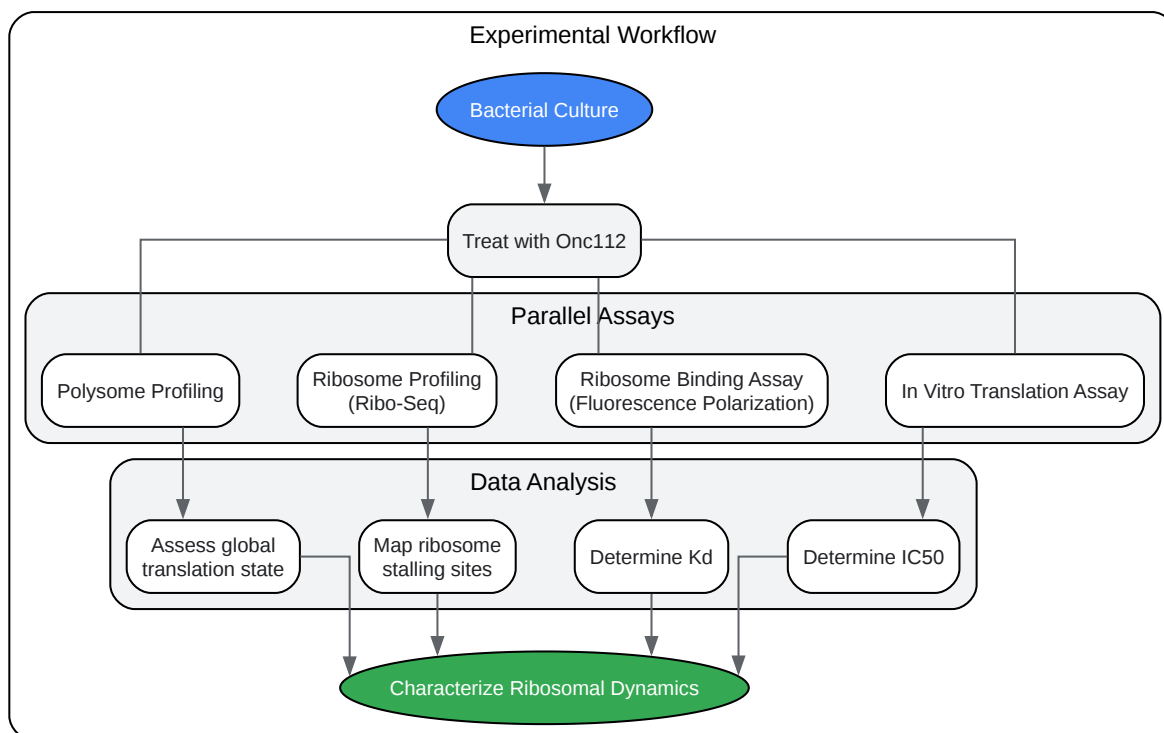 Experimental Workflow
Bacterial Culture
Treat with Onc112
Parallel Assays
Polysome Profiling
Ribosome Profiling
(Ribo-Seq)
Ribosome Binding Assay
(Fluorescence Polarization)
In Vitro Translation Assay
Data Analysis
Assess global
translation state
Map ribosome
stalling sites
Determine Kd
Determine IC50
Characterize Ribosomal Dynamics